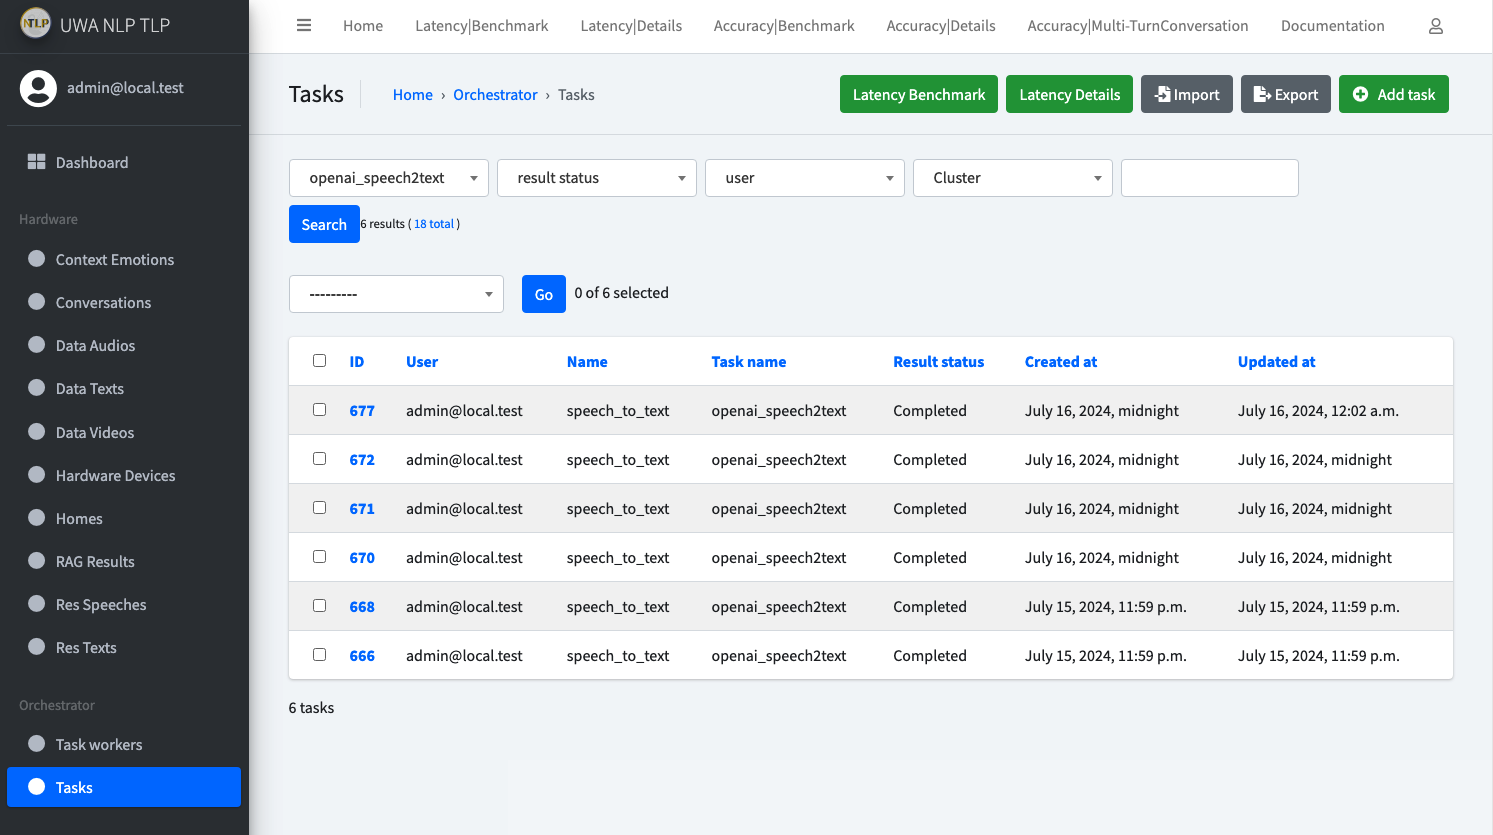 NTLP UWA NLP TLP
admin@local.test
Dashboard
Hardware
Context Emotions
Conversations
Data Audios
Data Texts
Data Videos
Hardware Devices
Homes
RAG Results
Res Speeches
Res Texts
Orchestrator
Task workers
Tasks
Home Latency|Benchmark Latency|Details Accuracy|Benchmark Accuracy|Details Accuracy|Multi-TurnConversation Documentation
Tasks Home › Orchestrator › Tasks Latency Benchmark Latency Details Import Export Add task
openai_speech2text result status user Cluster
Search 6 results ( 18 total )
--------- Go 0 of 6 selected
ID User Name Task name Result status Created at Updated at
677 admin@local.test speech_to_text openai_speech2text Completed July 16, 2024, midnight July 16, 2024, 12:02 a.m.
672 admin@local.test speech_to_text openai_speech2text Completed July 16, 2024, midnight July 16, 2024, midnight
671 admin@local.test speech_to_text openai_speech2text Completed July 16, 2024, midnight July 16, 2024, midnight
670 admin@local.test speech_to_text openai_speech2text Completed July 16, 2024, midnight July 16, 2024, midnight
668 admin@local.test speech_to_text openai_speech2text Completed July 15, 2024, 11:59 p.m. July 15, 2024, 11:59 p.m.
666 admin@local.test speech_to_text openai_speech2text Completed July 15, 2024, 11:59 p.m. July 15, 2024, 11:59 p.m.
6 tasks